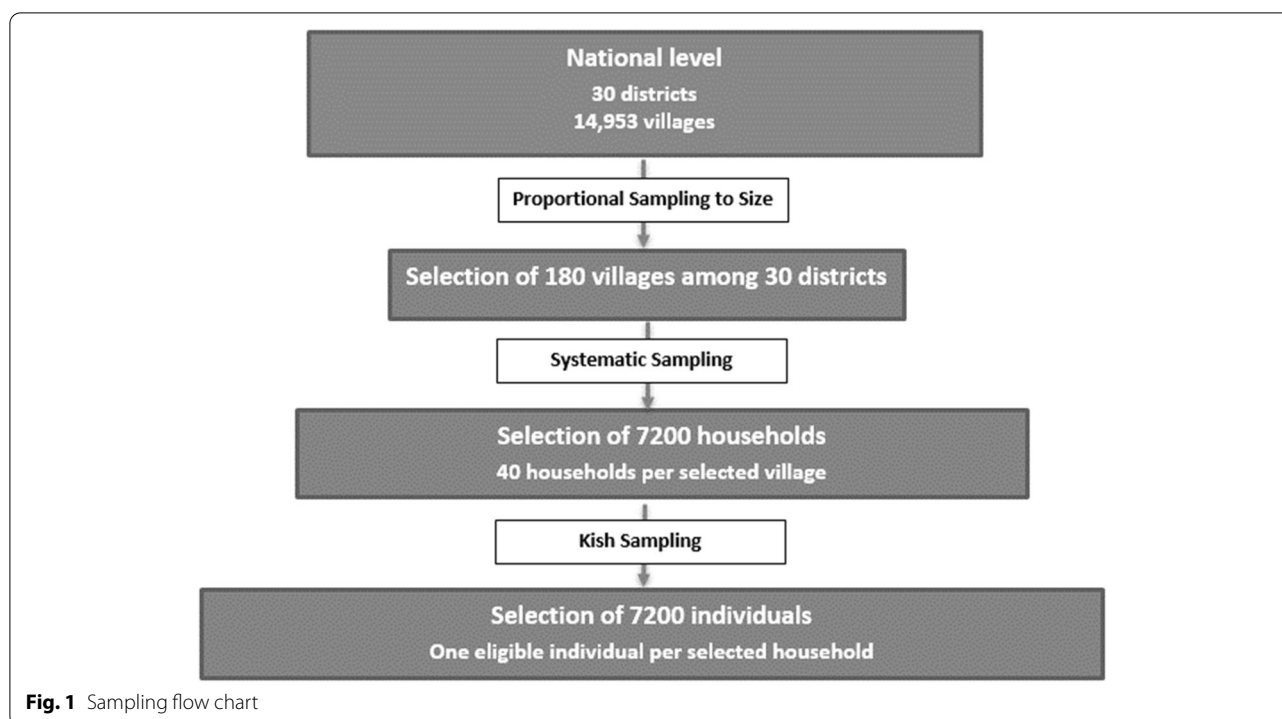 National level
30 districts
14,953 villages
Proportional Sampling to Size
Selection of 180 villages among 30 districts
Systematic Sampling
Selection of 7200 households
40 households per selected village
Kish Sampling
Selection of 7200 individuals
One eligible individual per selected household
Fig. 1 Sampling flow chart